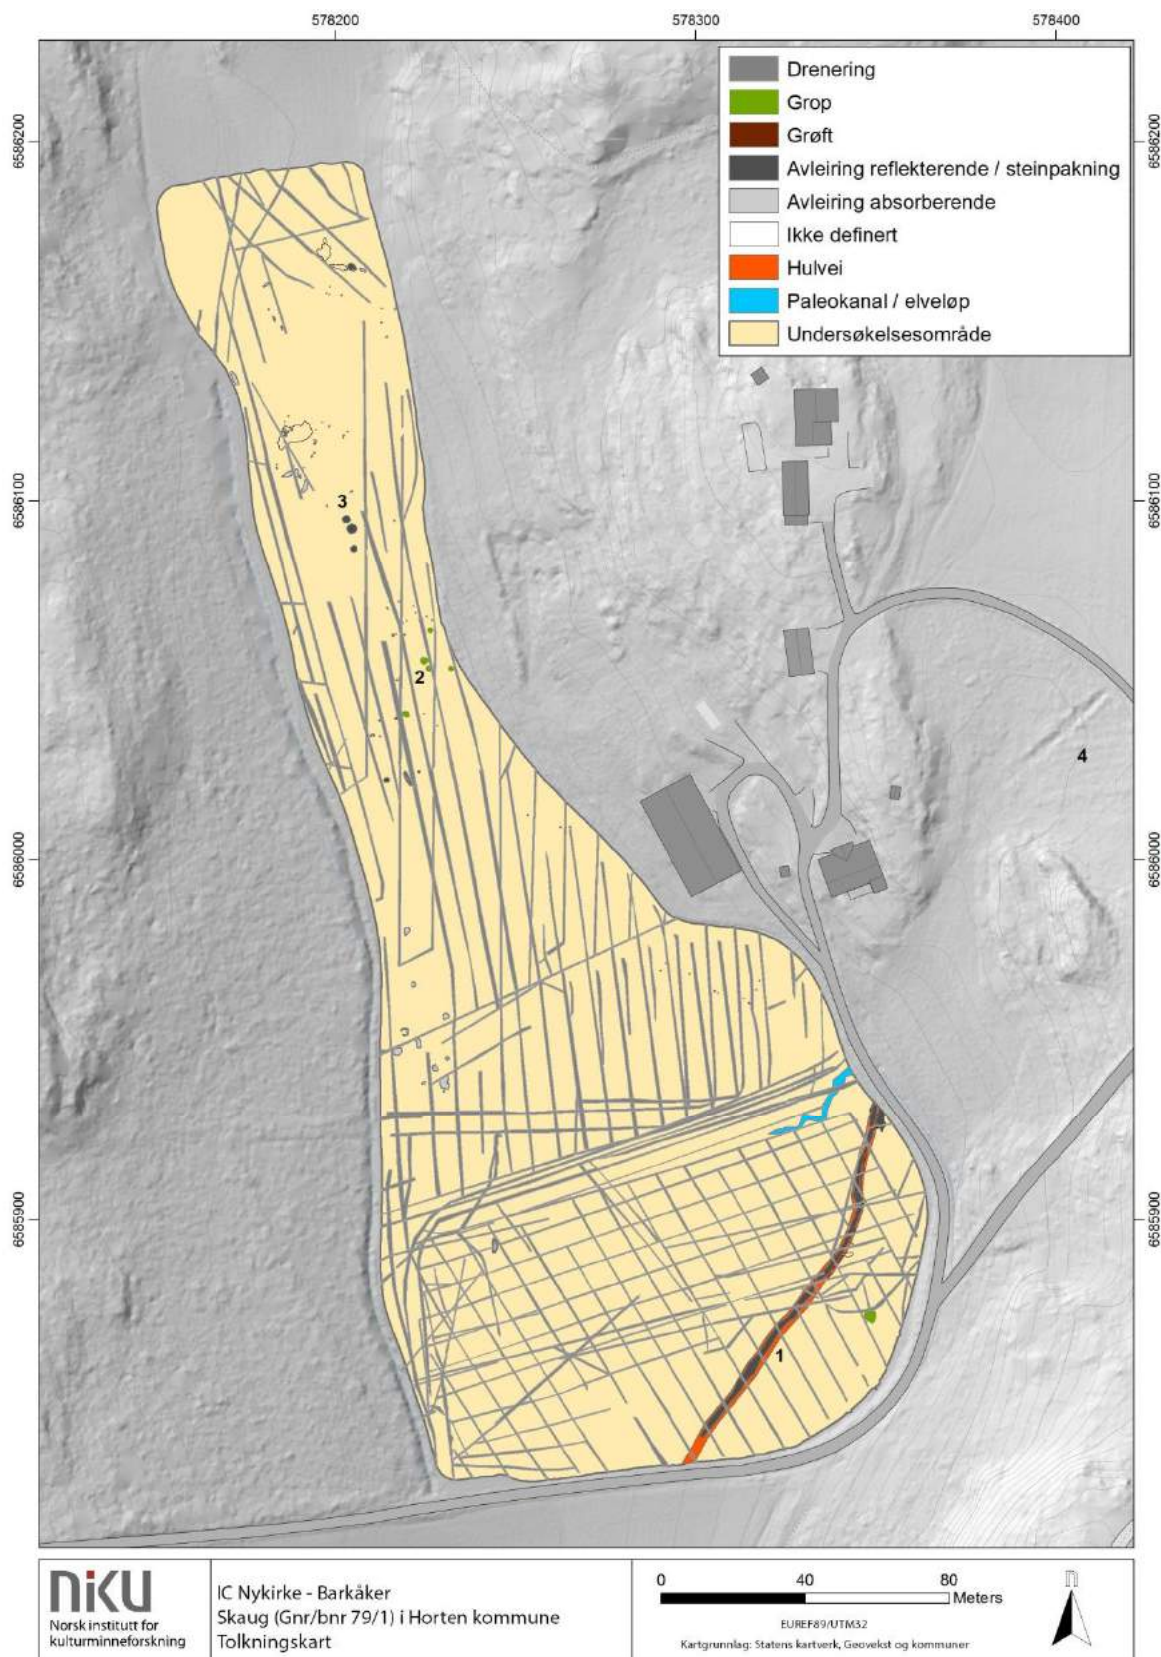 578200
578300
578400
Drenering
Grop
Grøft
Avleiring reflekterende / steinpakning
Avleiring absorberende
Ikke definert
Hulvei
Paleokanal / elveløp
Undersøkelsesområde
6586200
6586200
6586100
6586100
6586000
6586000
6585900
6585900
3
2
4
1
niku
Norsk institutt for
kulturminneforskning
IC Nykirke - Barkåker
Skaug (Gnr/bnr 79/1) i Horten kommune
Tolkningskart
0 40 80
Meters
EUREF89/UTM32
Kartgrunnlag: Statens kartverk, Geovekst og kommuner
n